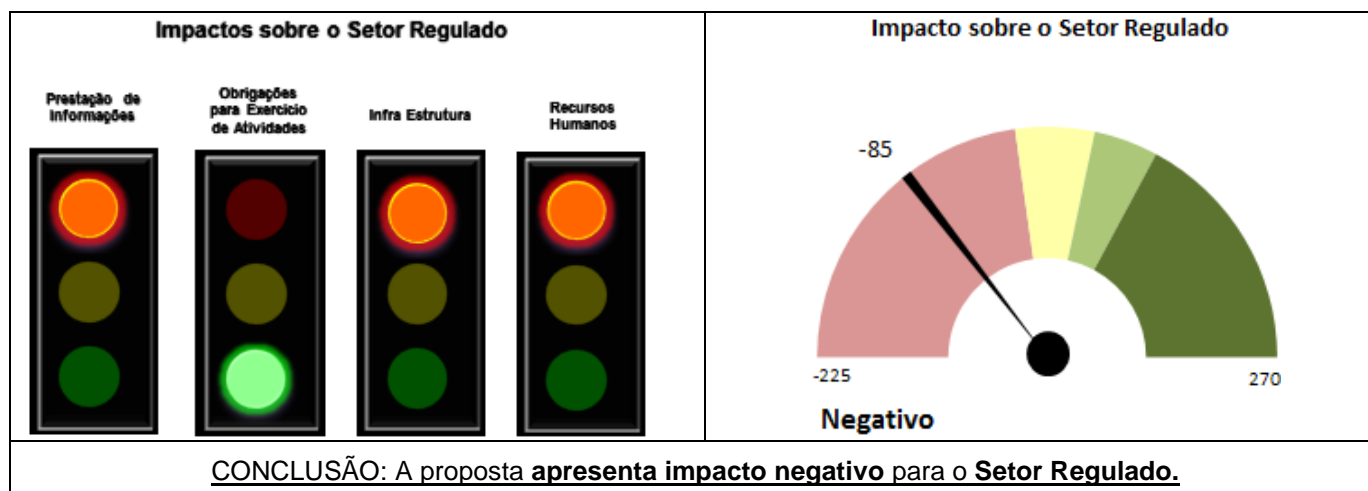 Impactos sobre o Setor Regulado
Prestação de
Informações
Obrigações
para Exercício
de Atividades
Infra Estrutura
Recursos
Humanos
Impacto sobre o Setor Regulado
-85
-225
270
Negativo
CONCLUSÃO: A proposta apresenta impacto negativo para o Setor Regulado.